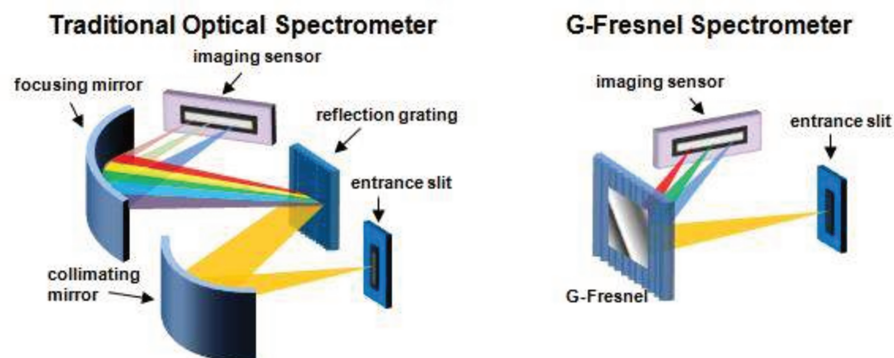 Traditional Optical Spectrometer
imaging sensor
focusing mirror
reflection grating
entrance slit
collimating
mirror
G-Fresnel Spectrometer
imaging sensor
entrance slit
G-Fresnel